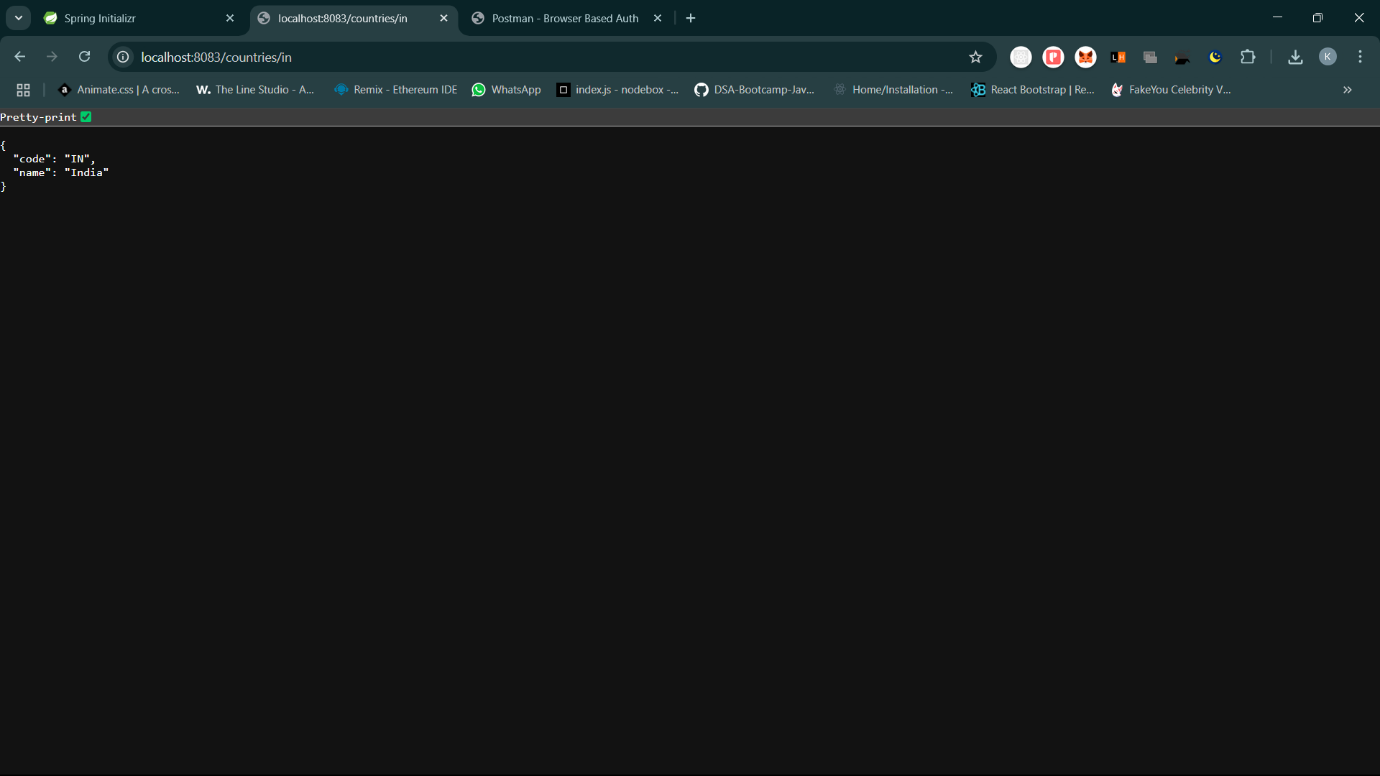 Spring Initializr
localhost:8083/countries/in
Postman - Browser Based Auth
localhost:8083/countries/in
K
a Animate.css | A cros...
W. The Line Studio - A...
Remix - Ethereum IDE
WhatsApp
index.js - nodebox -...
DSA-Bootcamp-Jav...
Home/Installation -...
React Bootstrap | Re...
FakeYou Celebrity V...
Pretty-print
{
"code": "IN",
"name": "India"
}